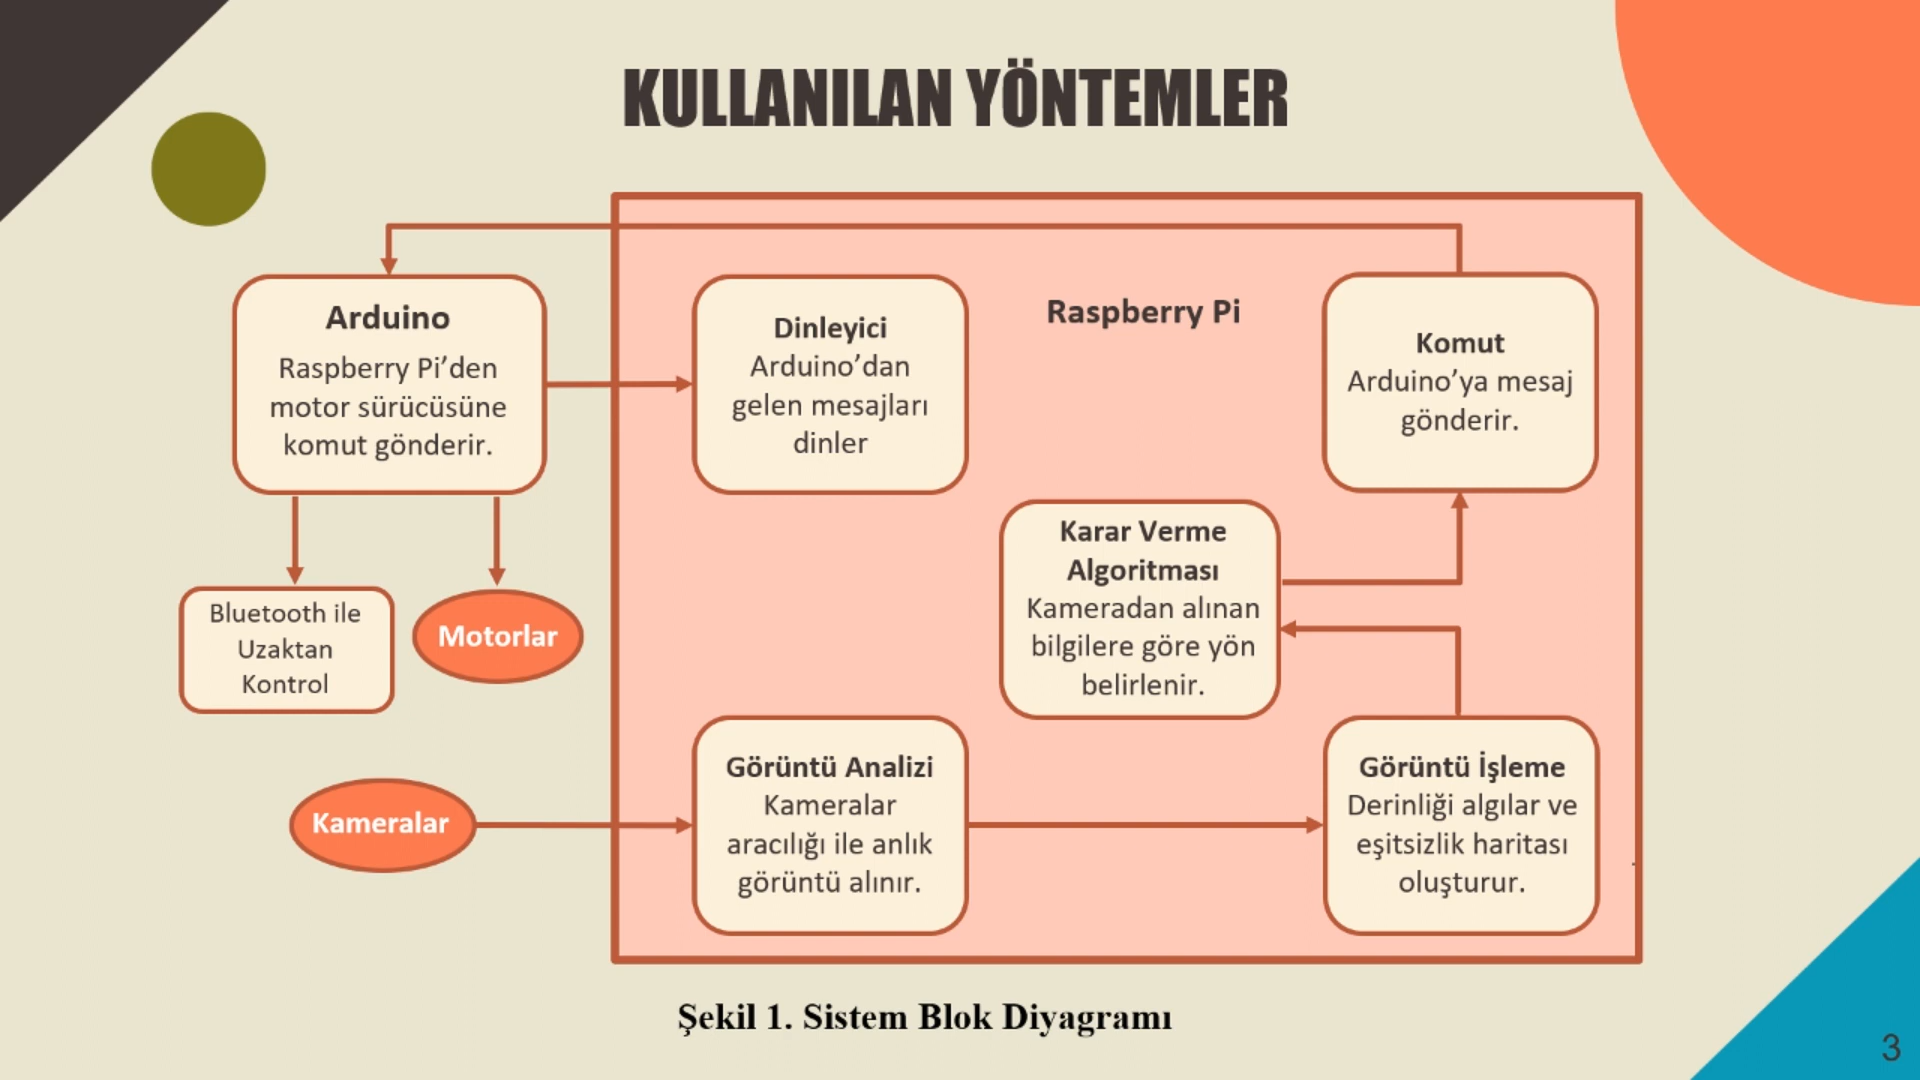 KULLANILAN YÖNTEMLER
Arduino
Raspberry Pi’den
motor sürücüsüne
komut gönderir.
Dinleyici
Arduino’dan
gelen mesajları
dinler
Raspberry Pi
Komut
Arduino’ya mesaj
gönderir.
Karar Verme
Algoritması
Kameradan alınan
bilgilere göre yön
belirlenir.
Bluetooth ile
Uzaktan
Kontrol
Motorlar
Kameralar
Görüntü Analizi
Kameralar
aracılığı ile anlık
görüntü alınır.
Görüntü İşleme
Derinliği algılar ve
eşitsizlik haritası
oluşturur.
Şekil 1. Sistem Blok Diyagramı
3